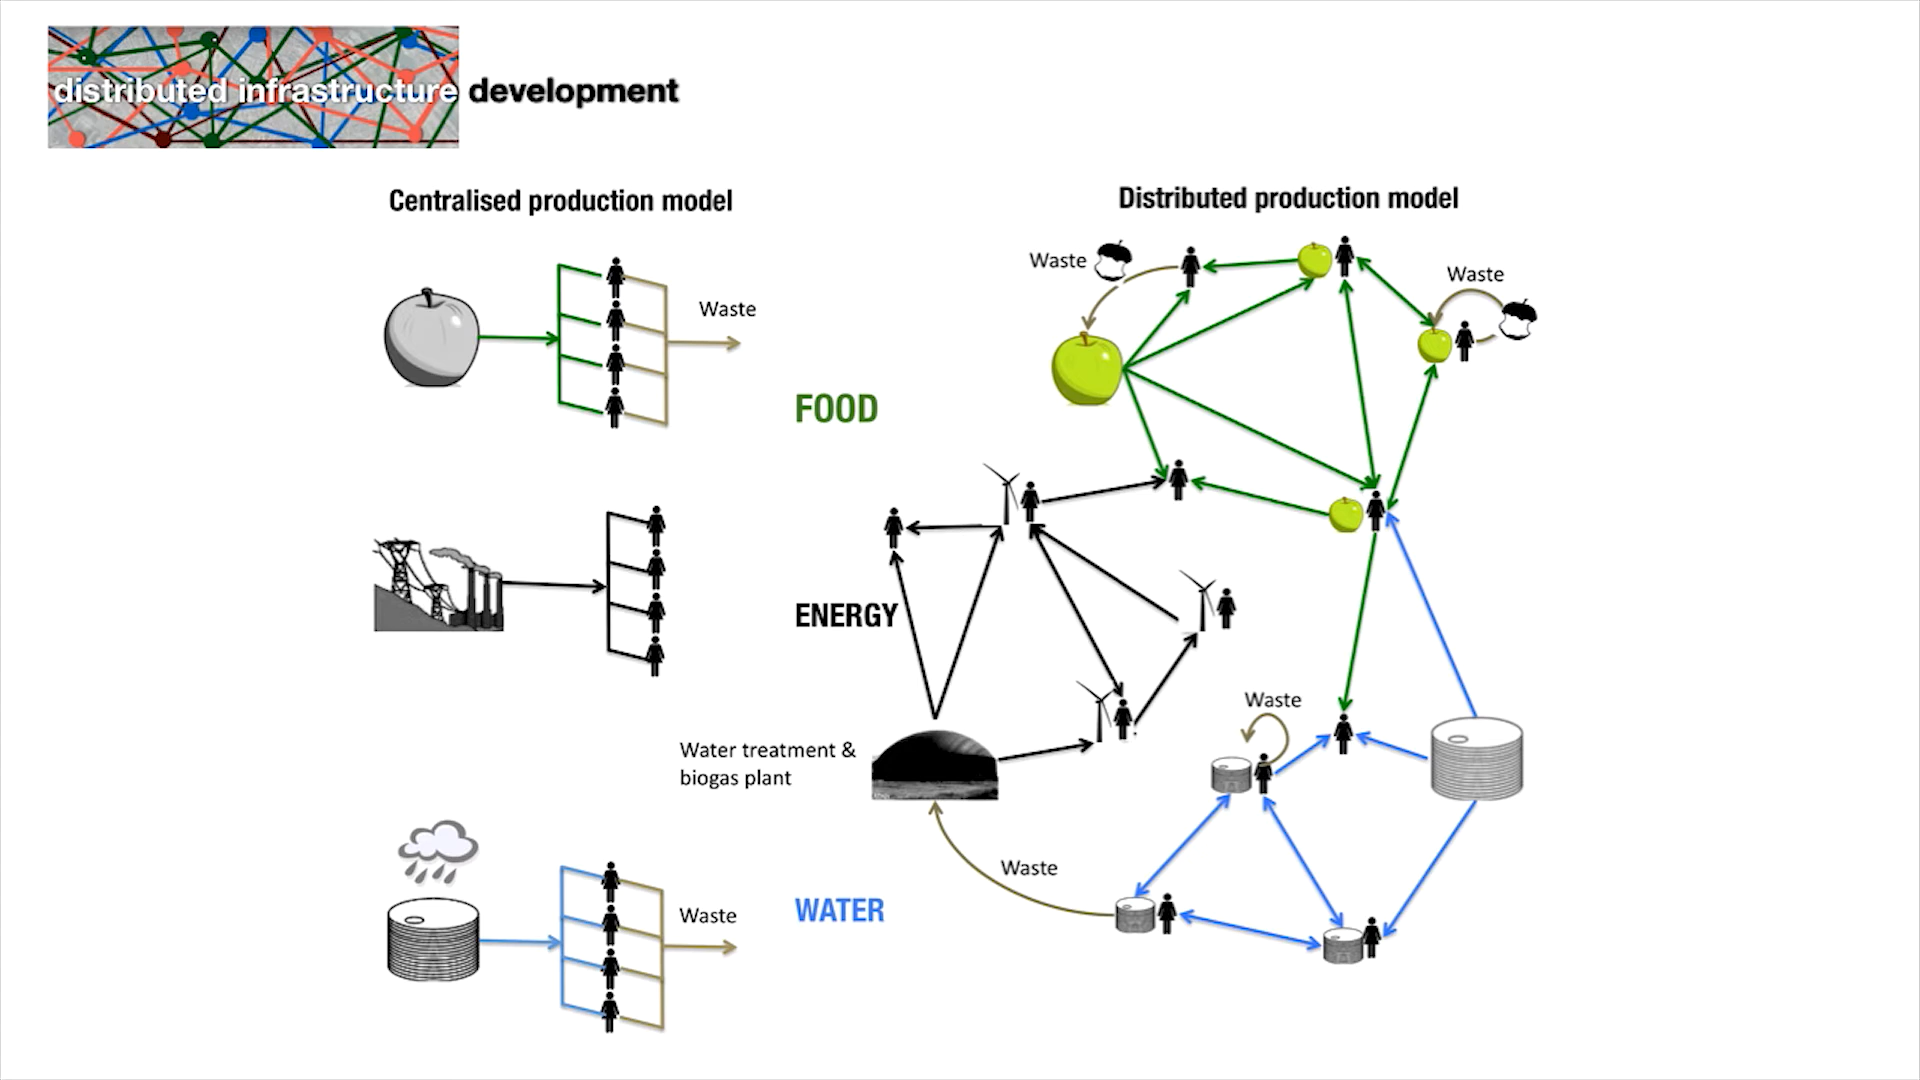 distributed infrastructure development
Centralised production model
Distributed production model
Waste
Waste
Waste
FOOD
ENERGY
Waste
Water treatment &
biogas plant
Waste
Waste
WATER